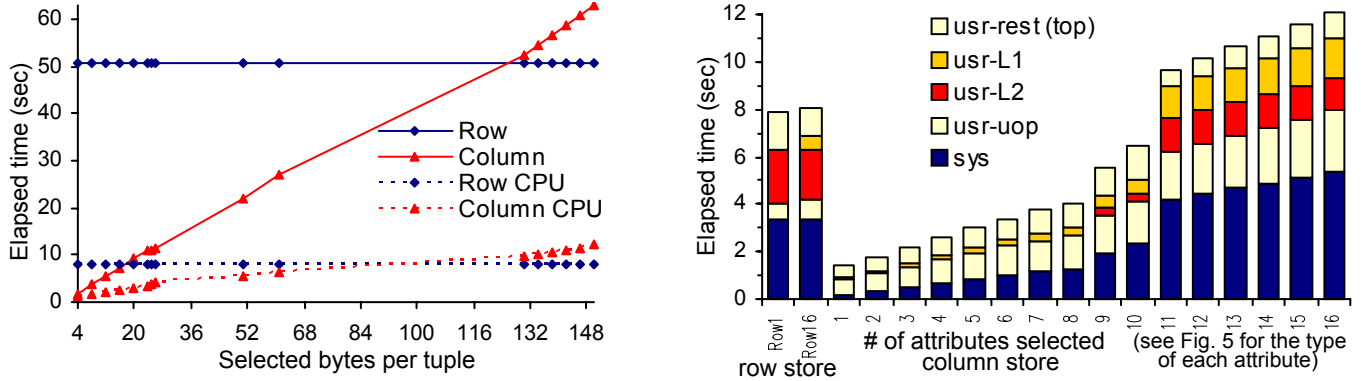 Elapsed time (sec)
60
50
40
30
20
10
0
Row
Column
Row CPU
Column CPU
4 20 36 52 68 84 100 116 132 148
Selected bytes per tuple
Elapsed time (sec)
12
10
8
6
4
2
0
usr-rest (top)
usr-L1
usr-L2
usr-uop
sys
Row1 Row16 1 2 3 4 5 6 7 8 9 10 11 12 13 14 15 16
row store
# of attributes selected
column store
(see Fig. 5 for the type
of each attribute)